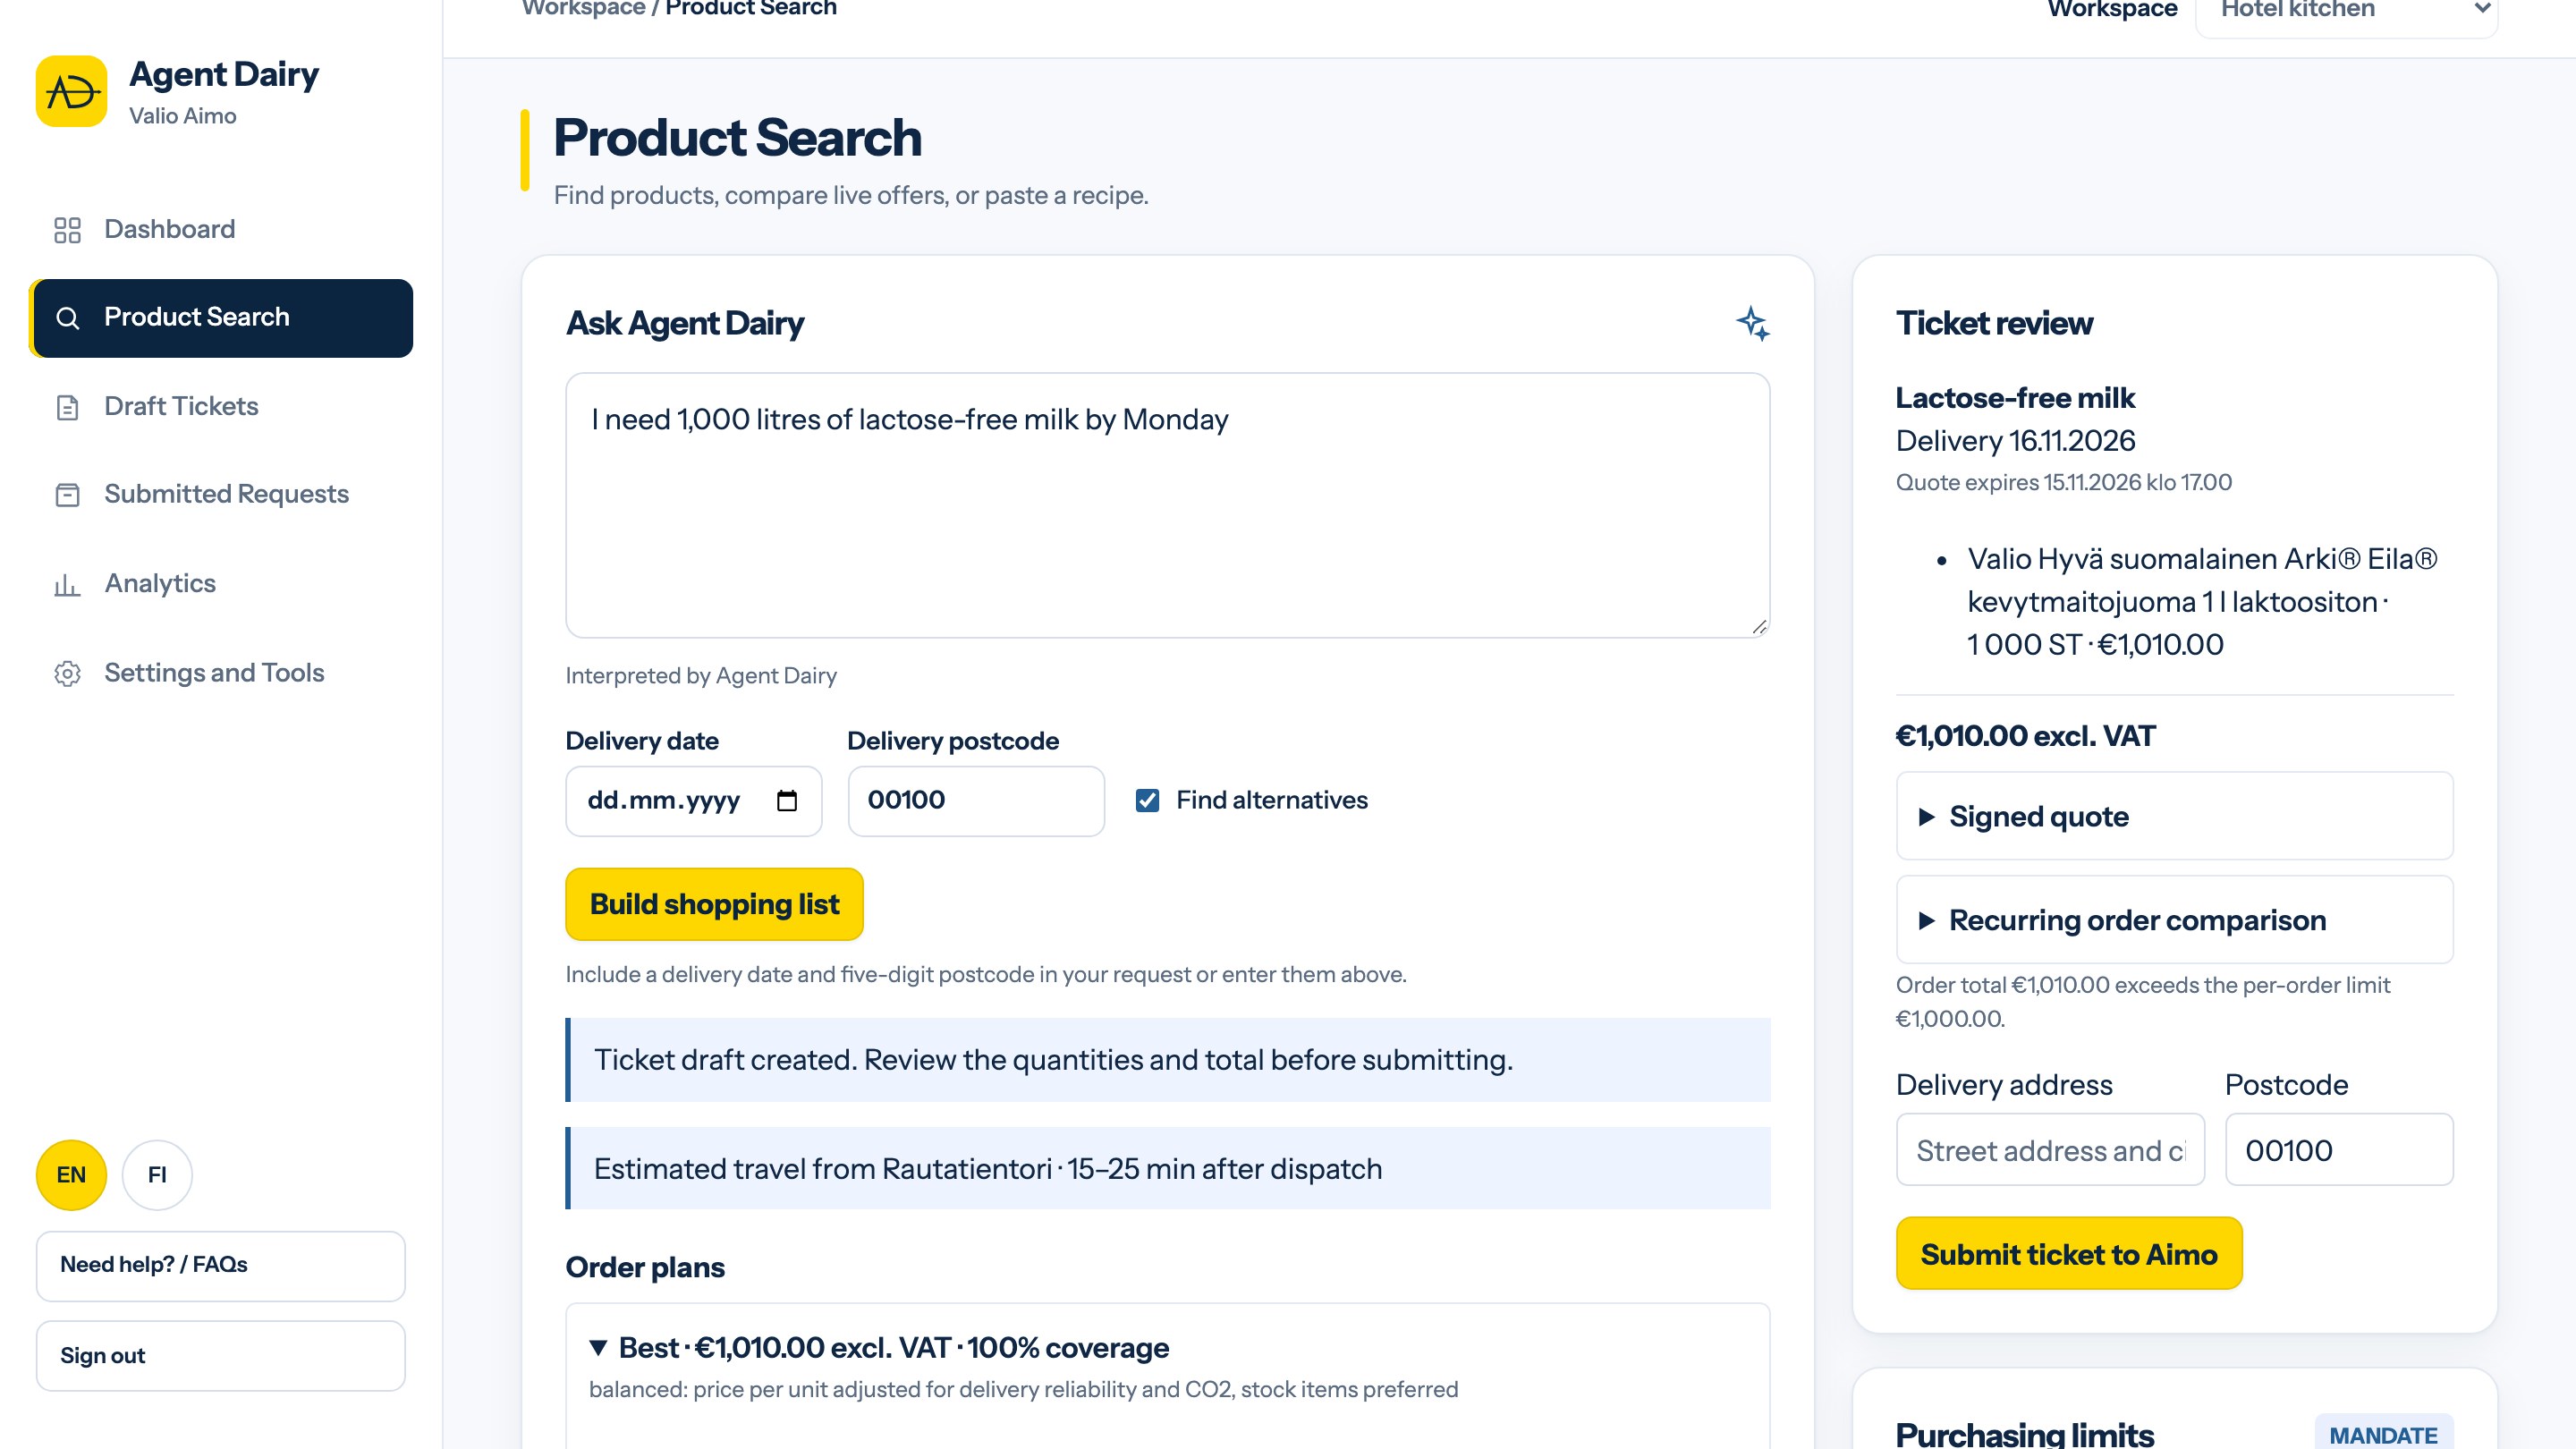 Agent Dairy
Valio Aimo
Dashboard
Product Search
Draft Tickets
Submitted Requests
Analytics
Settings and Tools
EN
FI
Need help? / FAQs
Sign out
Workspace / Product Search
Workspace
Hotel kitchen
Product Search
Find products, compare live offers, or paste a recipe.
Ask Agent Dairy
I need 1,000 litres of lactose-free milk by Monday
Interpreted by Agent Dairy
Delivery date
Delivery postcode
dd.mm.yyyy
00100
Find alternatives
Build shopping list
Include a delivery date and five-digit postcode in your request or enter them above.
Ticket draft created. Review the quantities and total before submitting.
Estimated travel from Rautatientori · 15–25 min after dispatch
Order plans
Best · €1,010.00 excl. VAT · 100% coverage
balanced: price per unit adjusted for delivery reliability and CO2, stock items preferred
Ticket review
Lactose-free milk
Delivery 16.11.2026
Quote expires 15.11.2026 klo 17.00
• Valio Hyvä suomalainen Arki® Eila®
kevytmaitojuoma 1 l laktoositon ·
1 000 ST · €1,010.00
€1,010.00 excl. VAT
Signed quote
Recurring order comparison
Order total €1,010.00 exceeds the per-order limit
€1,000.00.
Delivery address
Postcode
Street address and ci
00100
Submit ticket to Aimo
Purchasing limits
MANDATE